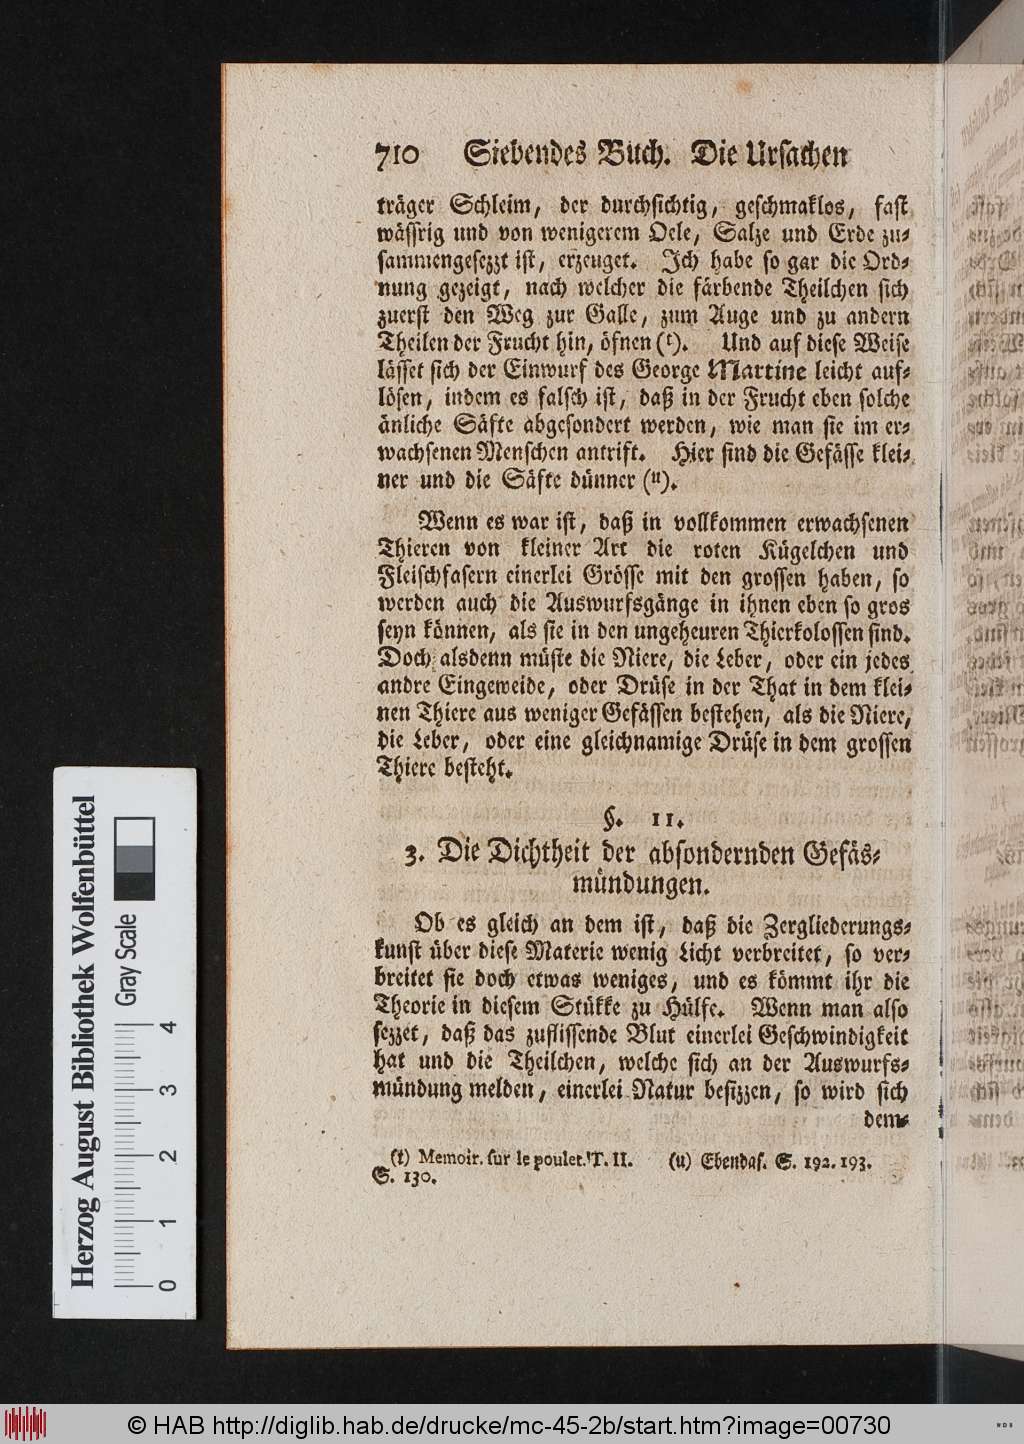 710 Siebendes Buch. Die Ursachen
träger Schleim, der durchsichtig, geschmaklos, fast
wässrig und von wenigerem Oele, Salze und Erde zu-
sammengesezzt ist, erzeuget. Ich habe so gar die Ord-
nung gezeigt, nach welcher die färbende Theilchen sich
zuerst den Weg zur Galle, zum Auge und zu andern
Theilen der Frucht hin, öfnen (t). Und auf diese Weise
lässet sich der Einwurf des George Martine leicht auf-
lösen, indem es falsch ist, daß in der Frucht eben solche
änliche Säfte abgesondert werden, wie man sie im er-
wachsenen Menschen antrift. Hier sind die Gefässe klei-
ner und die Säfte dünner (u).
Wenn es war ist, daß in vollkommen erwachsenen
Thieren von kleiner Art die roten Kügelchen und
Fleischfasern einerlei Grösse mit den grossen haben, so
werden auch die Auswurfsgänge in ihnen eben so gros
seyn können, als sie in den ungeheuren Thierkolossen sind.
Doch alsdenn müste die Niere, die Leber, oder ein jedes
andre Eingeweide, oder Drüse in der That in dem klei-
nen Thiere aus weniger Gefässen bestehen, als die Niere,
die Leber, oder eine gleichnamige Drüse in dem grossen
Thiere besteht.
§. 11.
3. Die Dichtheit der absondernden Gefäs-
mündungen.
Ob es gleich an dem ist, daß die Zergliederungs-
kunst über diese Materie wenig Licht verbreitet, so ver-
breitet sie doch etwas weniges, und es kömmt ihr die
Theorie in diesem Stükke zu Hülfe. Wenn man also
sezzet, daß das zuflissende Blut einerlei Geschwindigkeit
hat und die Theilchen, welche sich an der Auswurfs-
mündung melden, einerlei Natur besizzen, so wird sich
dem-
(t) Memoir. sur le poulet. T. II.
S. 130.
(u) Ebendas. S. 192. 193.
Herzog August Bibliothek Wolfenbüttel
Gray Scale
0 1 2 3 4
© HAB http://diglib.hab.de/drucke/mc-45-2b/start.htm?image=00730